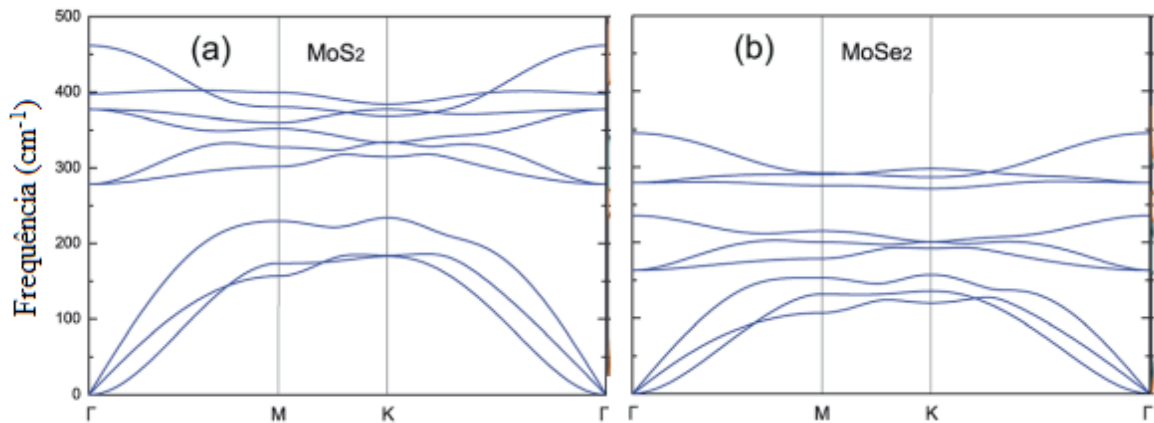 (a) MoS₂
(b) MoSe₂
Frequência (cm⁻¹)
500
400
300
200
100
0
Γ M K Γ
Γ M K Γ